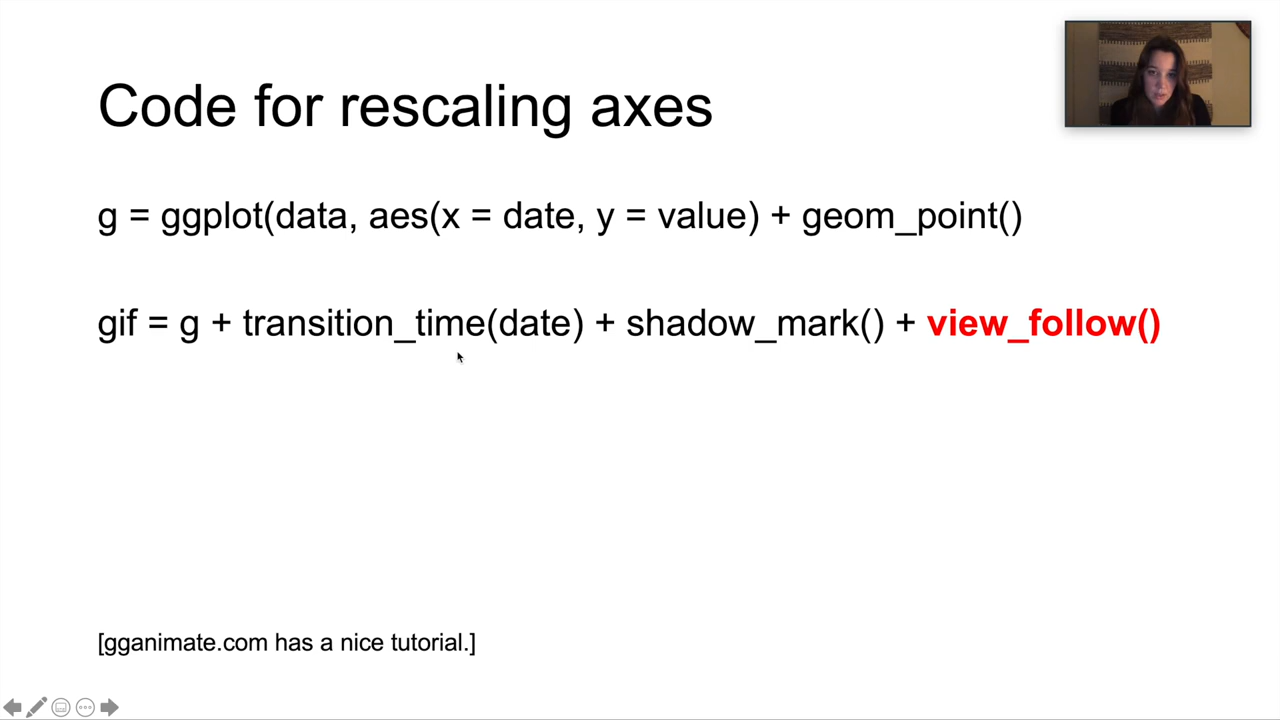 Code for rescaling axes
g = ggplot(data, aes(x = date, y = value) + geom_point()
gif = g + transition_time(date) + shadow_mark() + view_follow()
[gganimate.com has a nice tutorial.]